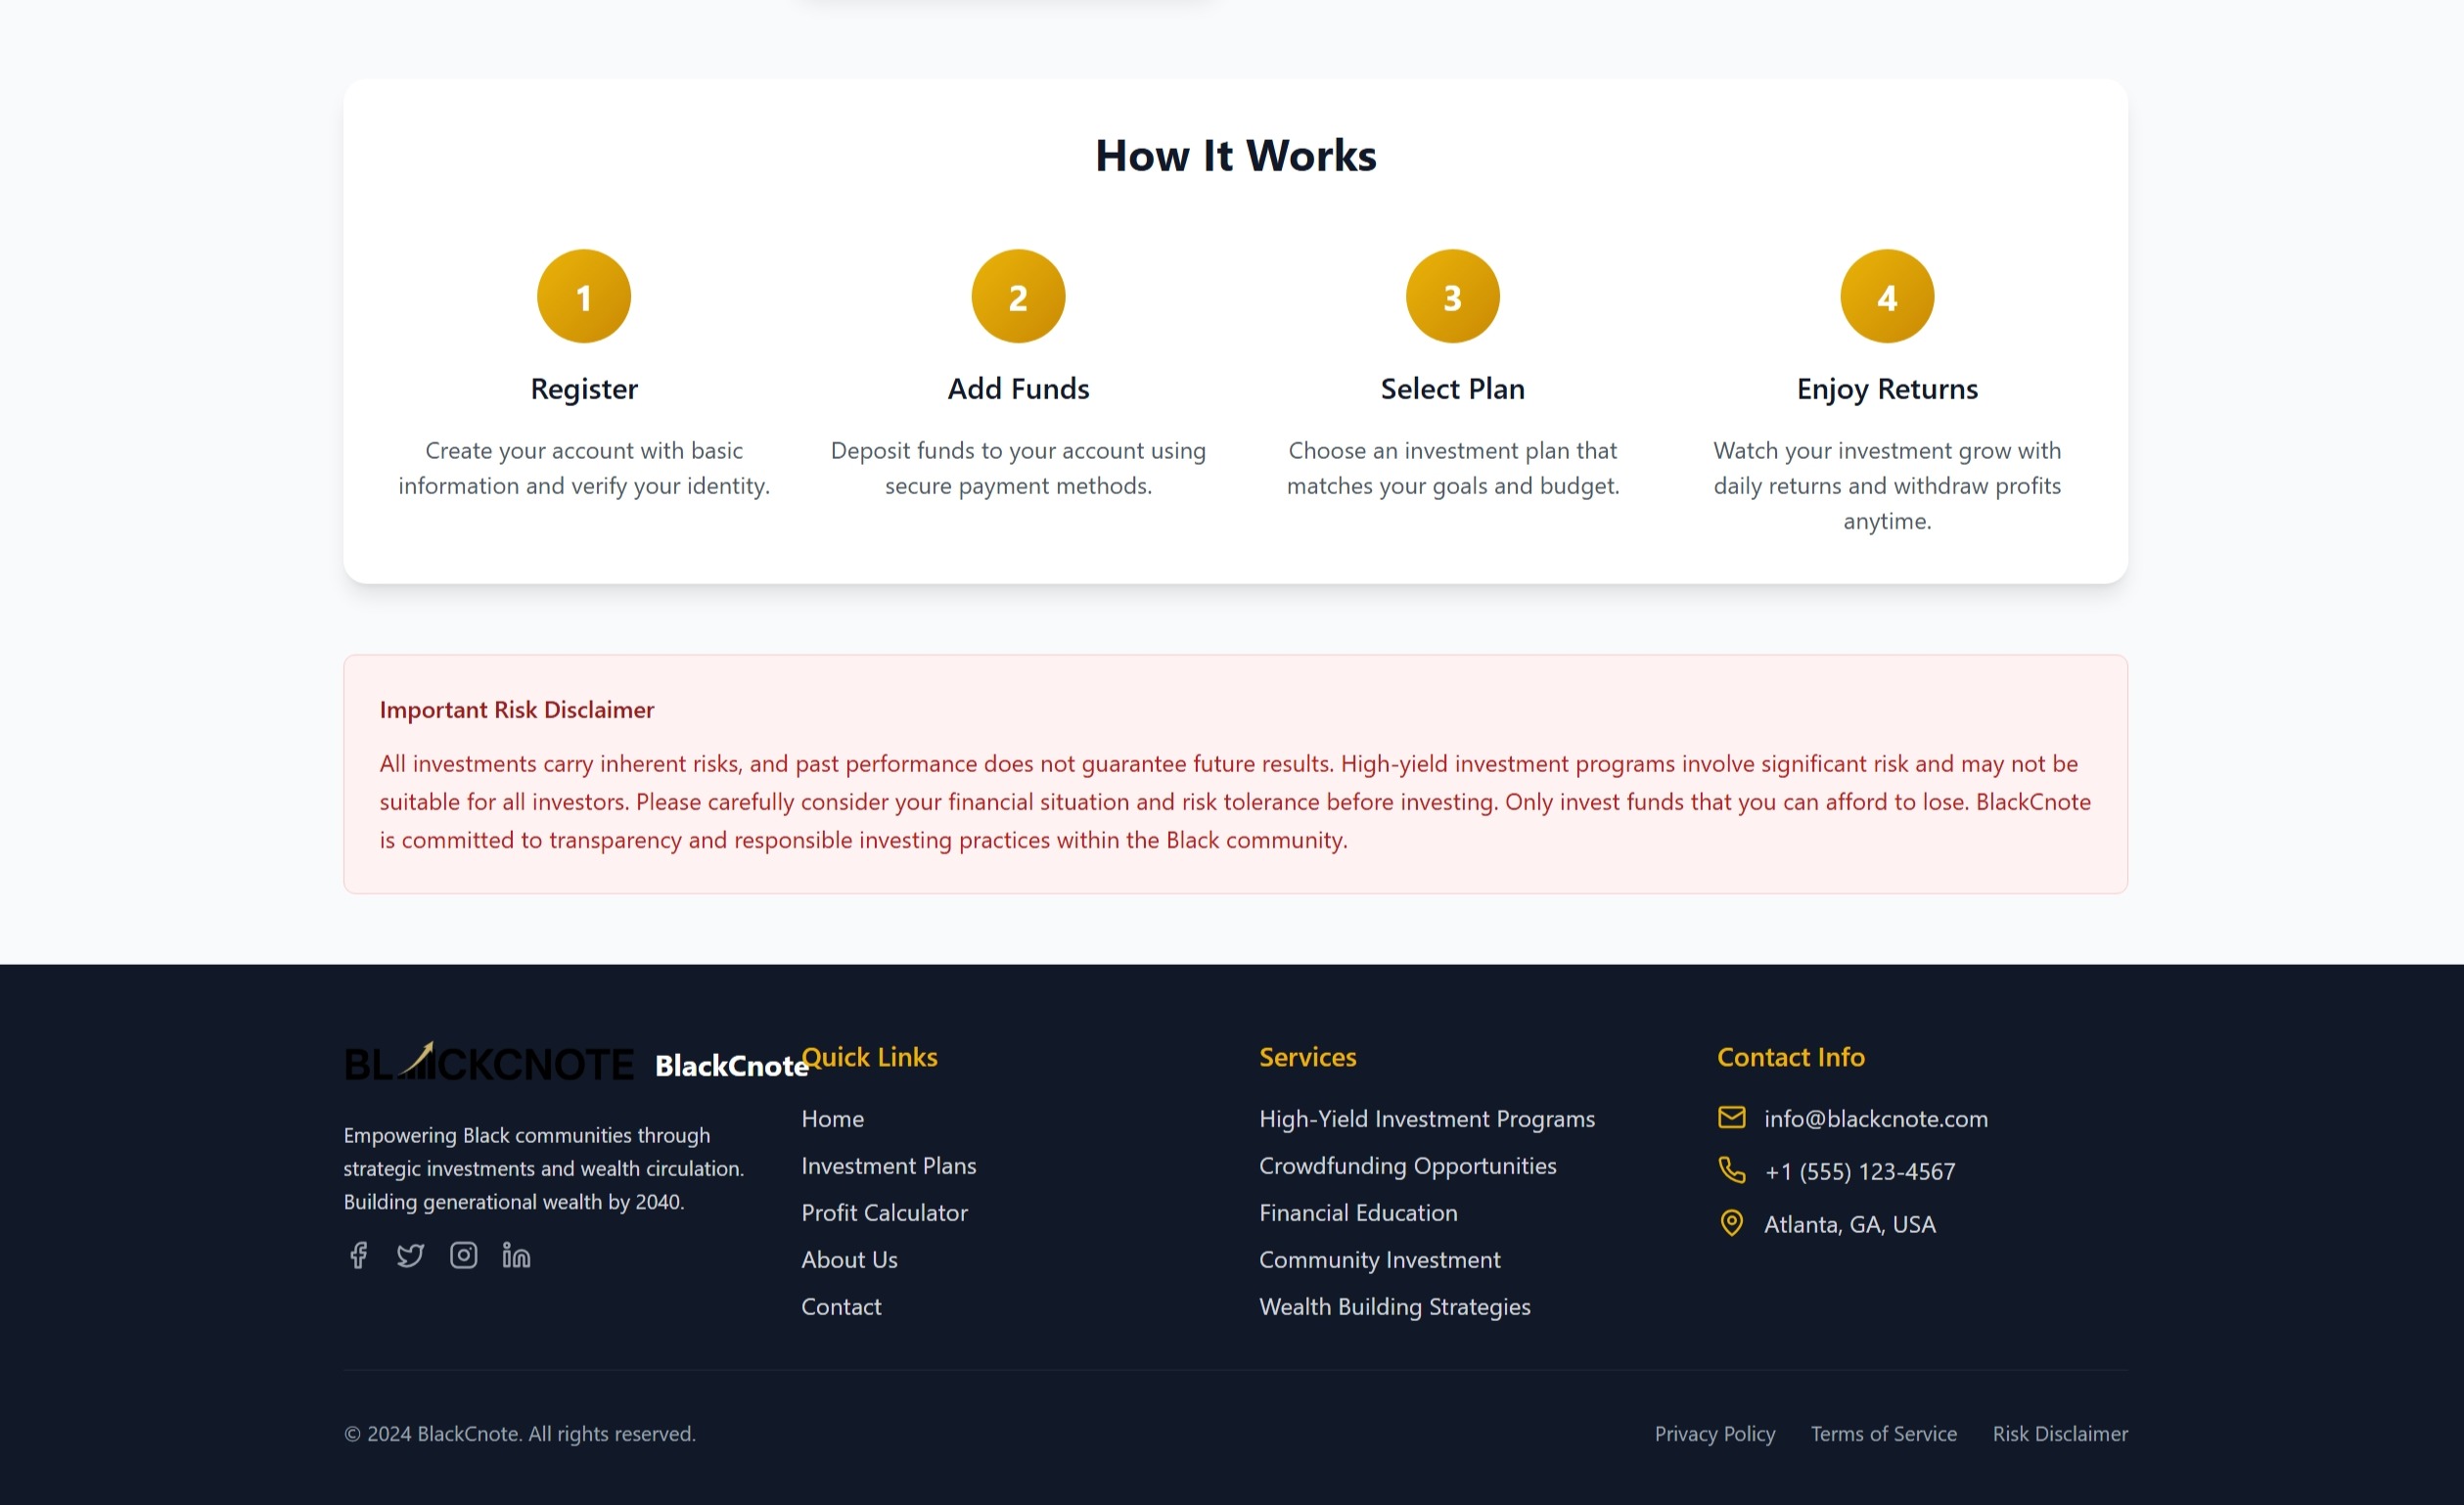 How It Works
1
Register
Create your account with basic
information and verify your identity.
2
Add Funds
Deposit funds to your account using
secure payment methods.
3
Select Plan
Choose an investment plan that
matches your goals and budget.
4
Enjoy Returns
Watch your investment grow with
daily returns and withdraw profits
anytime.
Important Risk Disclaimer
All investments carry inherent risks, and past performance does not guarantee future results. High-yield investment programs involve significant risk and may not be
suitable for all investors. Please carefully consider your financial situation and risk tolerance before investing. Only invest funds that you can afford to lose. BlackCnote
is committed to transparency and responsible investing practices within the Black community.
BLACKCNOTE BlackCnote
Empowering Black communities through
strategic investments and wealth circulation.
Building generational wealth by 2040.
Quick Links
Home
Investment Plans
Profit Calculator
About Us
Contact
Services
High-Yield Investment Programs
Crowdfunding Opportunities
Financial Education
Community Investment
Wealth Building Strategies
Contact Info
info@blackcnote.com
+1 (555) 123-4567
Atlanta, GA, USA
© 2024 BlackCnote. All rights reserved.
Privacy Policy Terms of Service Risk Disclaimer